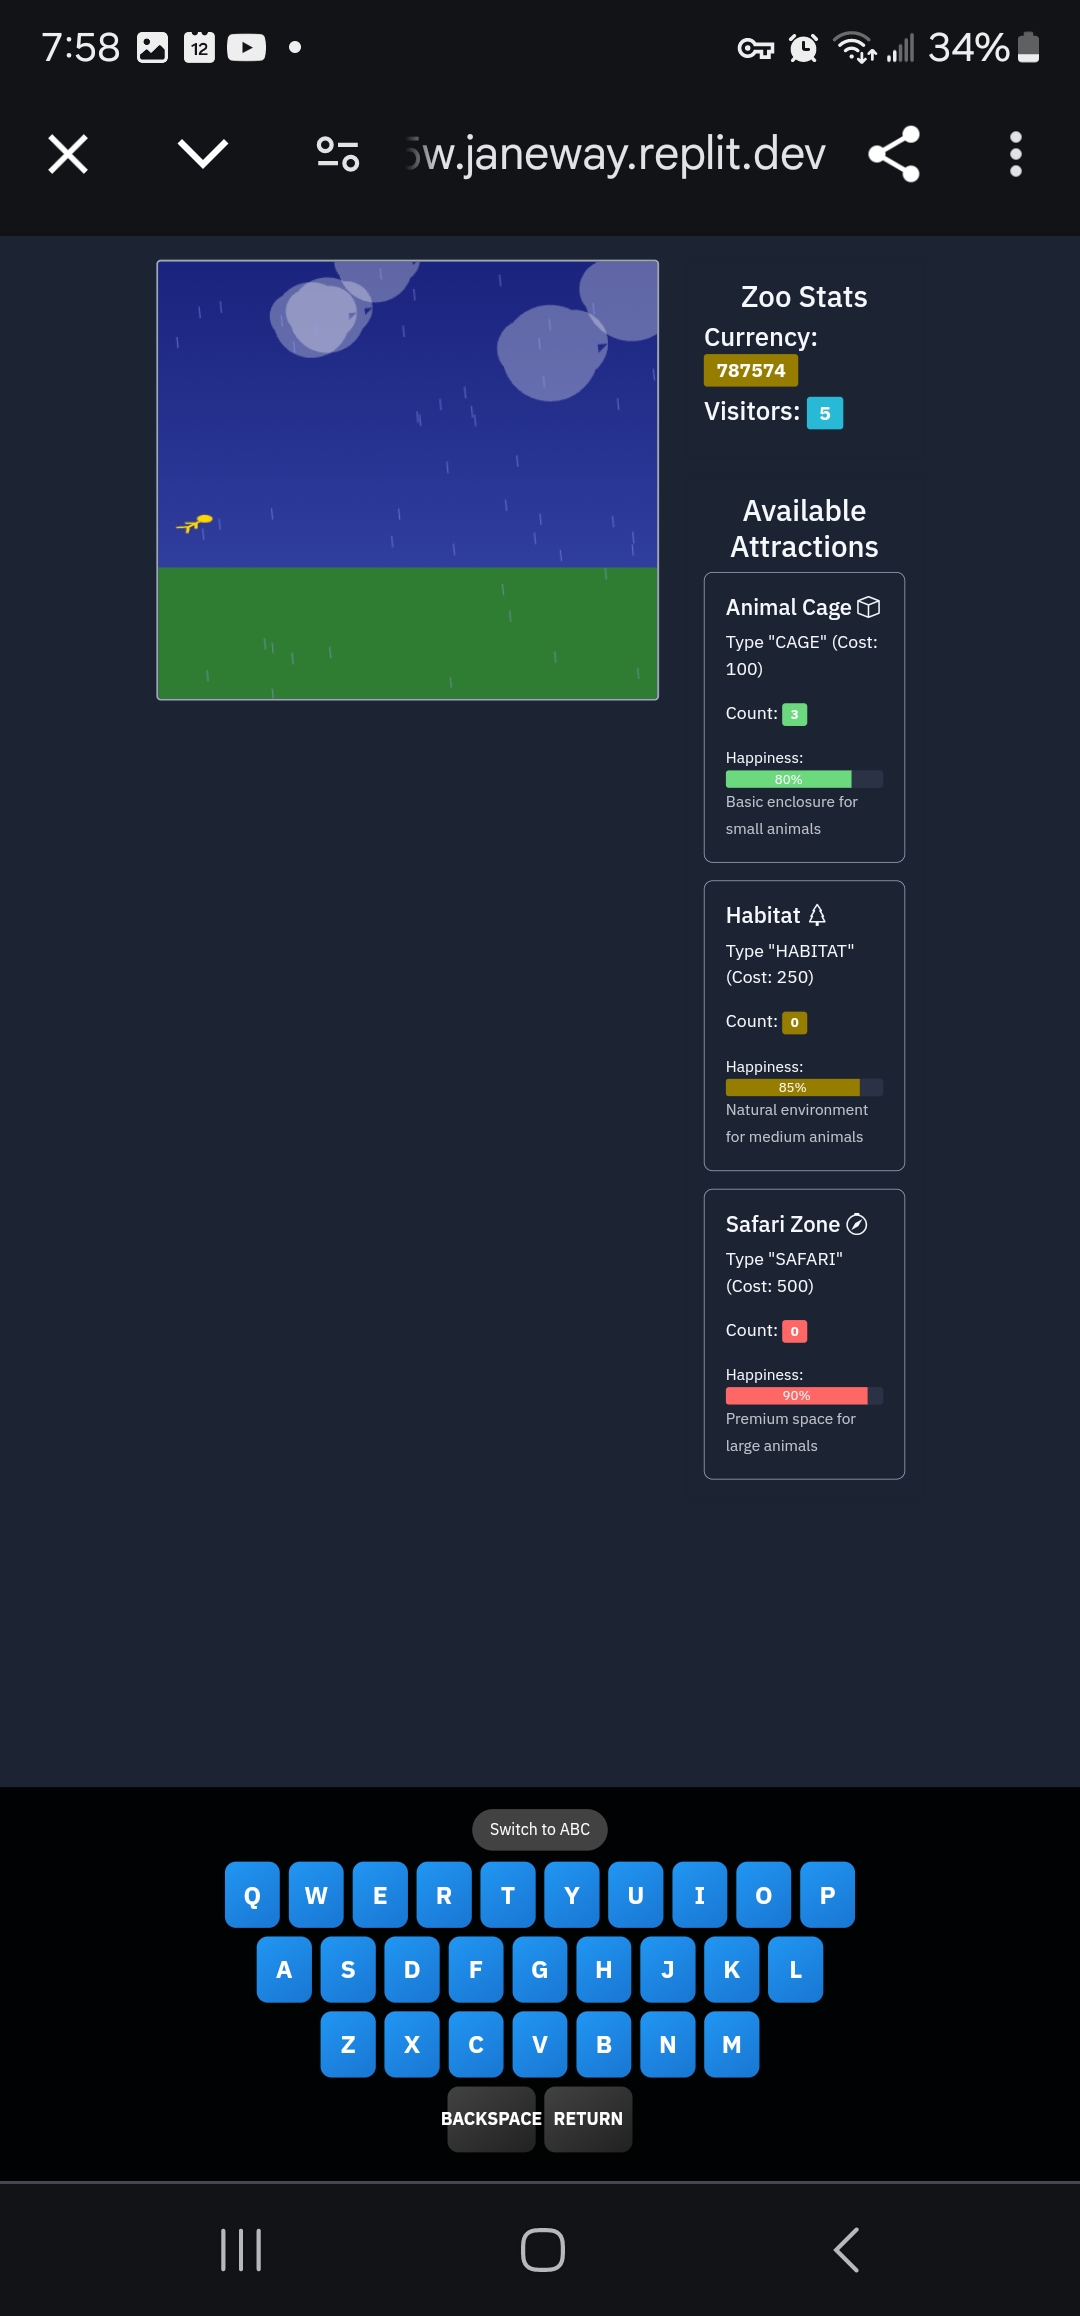 7:58
12
34%
5w.janeway.replit.dev
Zoo Stats
Currency:
787574
Visitors: 5
Available
Attractions
Animal Cage
Type "CAGE" (Cost:
100)
Count: 3
Happiness:
80%
Basic enclosure for
small animals
Habitat
Type "HABITAT"
(Cost: 250)
Count: 0
Happiness:
85%
Natural environment
for medium animals
Safari Zone
Type "SAFARI"
(Cost: 500)
Count: 0
Happiness:
90%
Premium space for
large animals
Switch to ABC
Q W E R T Y U I O P
A S D F G H J K L
Z X C V B N M
BACKSPACE RETURN